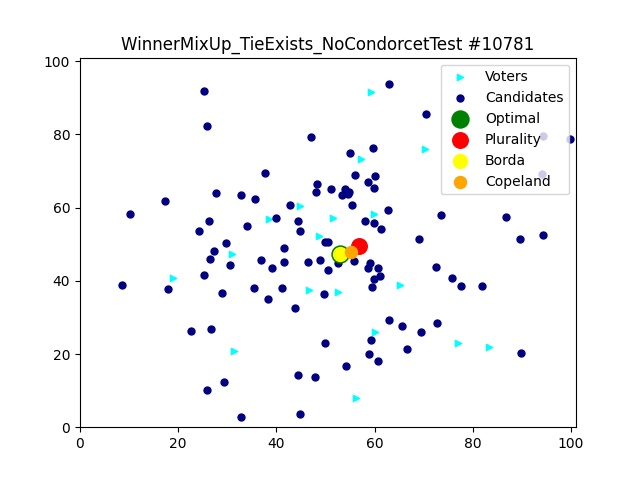 WinnerMixUp_TieExists_NoCondorcetTest #10781
Voters
Candidates
Optimal
Plurality
Borda
Copeland
100
80
60
40
20
0
0 20 40 60 80 100